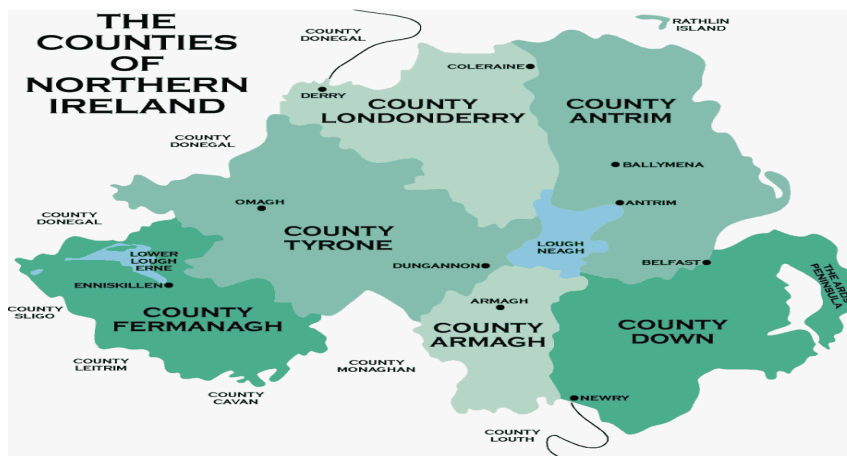 THE
COUNTIES
OF
NORTHERN
IRELAND
COUNTY
DONEGAL
RATHLIN
ISLAND
COLERAINE
DERRY
COUNTY
LONDONDERRY
COUNTY
ANTRIM
COUNTY
DONEGAL
BALLYMENA
OMAGH
ANTRIM
COUNTY
DONEGAL
COUNTY
TYRONE
LOUGH
NEAGH
LOWER
LOUGH
ERNE
DUNGANNON
BELFAST
THE ARDS
PENINSULA
ENNISKILLEN
ARMAGH
COUNTY
SLIGO
COUNTY
FERMANAGH
COUNTY
ARMAGH
COUNTY
DOWN
COUNTY
LEITRIM
COUNTY
MONAGHAN
COUNTY
CAVAN
NEWRY
COUNTY
LOUTH